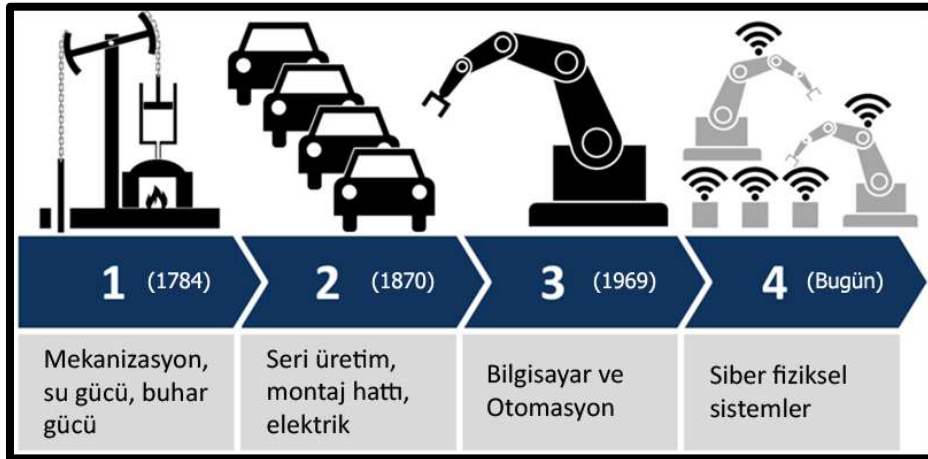 1 (1784)
2 (1870)
3 (1969)
4 (Bugün)
Mekanizasyon,
su gücü, buhar
gücü
Seri üretim,
montaj hattı,
elektrik
Bilgisayar ve
Otomasyon
Siber fiziksel
sistemler